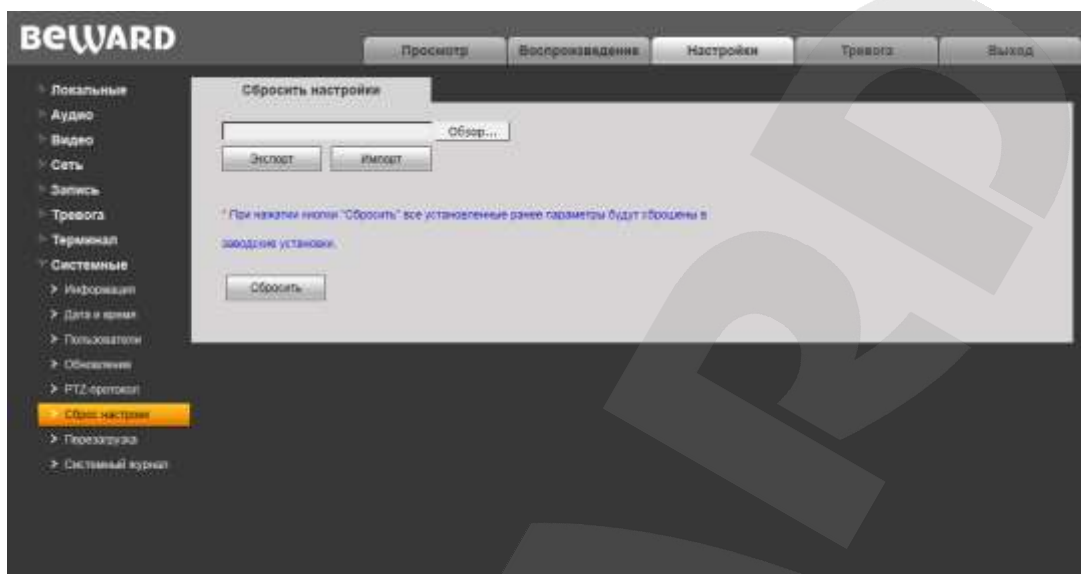 BEWARD
Просмотр
Воспроизведение
Настройки
Тревога
Выход
Локальные
Аудио
Видео
Сеть
Запись
Тревога
Терминал
Системные
Информация
Дата и время
Пользователи
Обновление
PTZ-протокол
Сброс настроек
Перезагрузка
Системный журнал
Сбросить настройки
Обзор...
Экспорт
Импорт
* При нажатии кнопки "Сбросить" все установленные ранее параметры будут сброшены в
заводские установки.
Сбросить